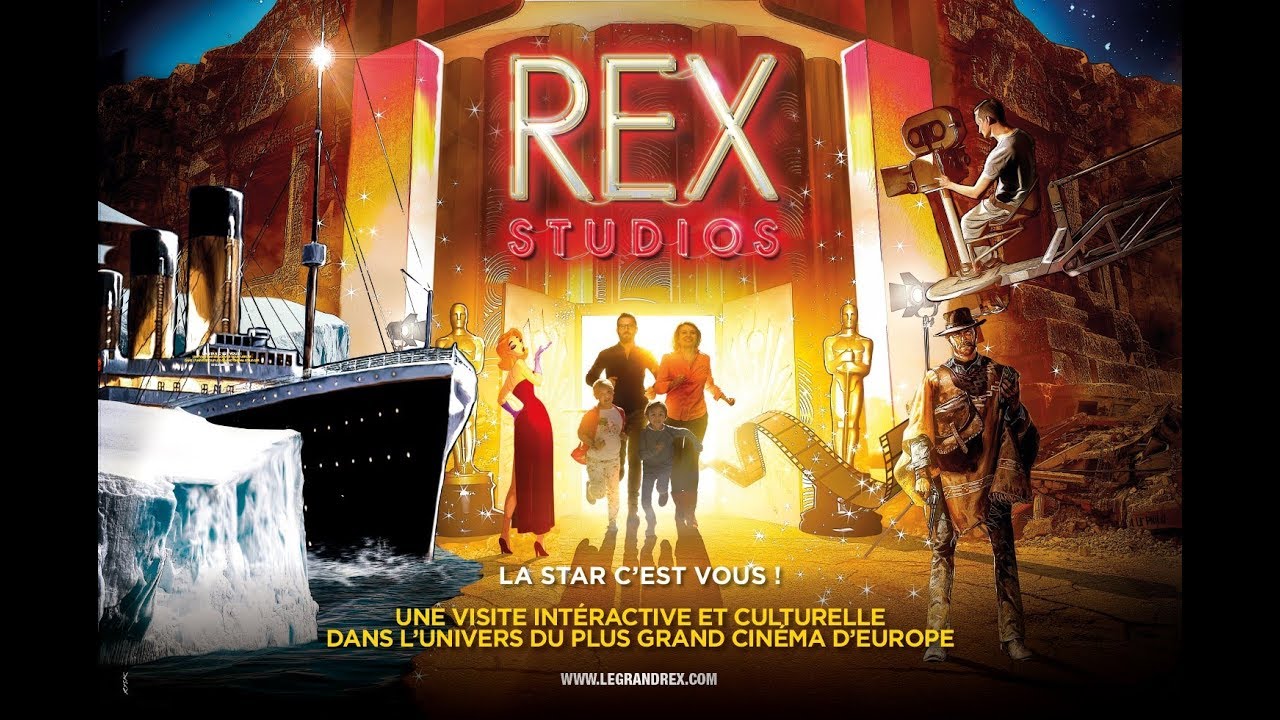 REX
STUDIOS
LA STAR C'EST VOUS !
UNE VISITE INTÉRACTIVE ET CULTURELLE
DANS L'UNIVERS DU PLUS GRAND CINÉMA D'EUROPE
WWW.LEGRANDREX.COM